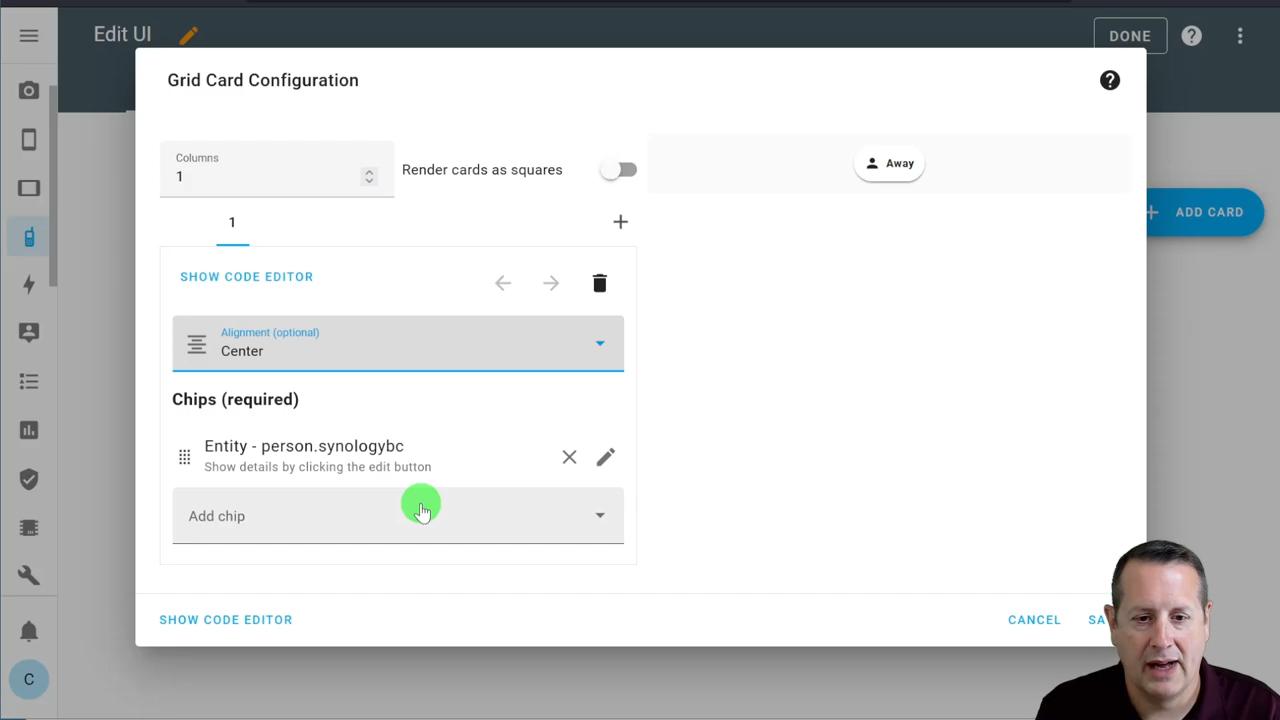 Edit UI
DONE
Grid Card Configuration
Columns
1
Render cards as squares
Away
ADD CARD
1
SHOW CODE EDITOR
Alignment (optional)
Center
Chips (required)
Entity - person.synologybc
Show details by clicking the edit button
Add chip
SHOW CODE EDITOR
CANCEL
C